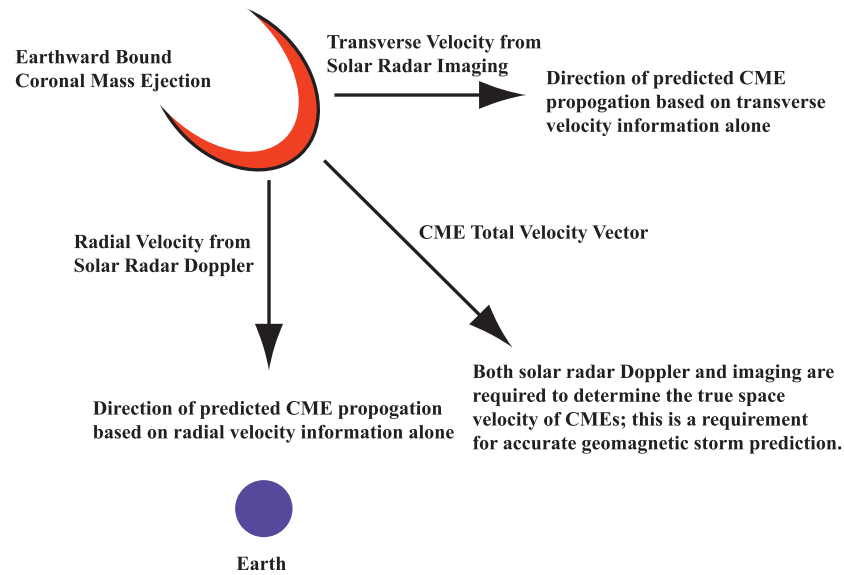 Earthward Bound
Coronal Mass Ejection
Transverse Velocity from
Solar Radar Imaging
Direction of predicted CME
propogation based on transverse
velocity information alone
Radial Velocity from
Solar Radar Doppler
CME Total Velocity Vector
Direction of predicted CME propogation
based on radial velocity information alone
Both solar radar Doppler and imaging are
required to determine the true space
velocity of CMEs; this is a requirement
for accurate geomagnetic storm prediction.
Earth